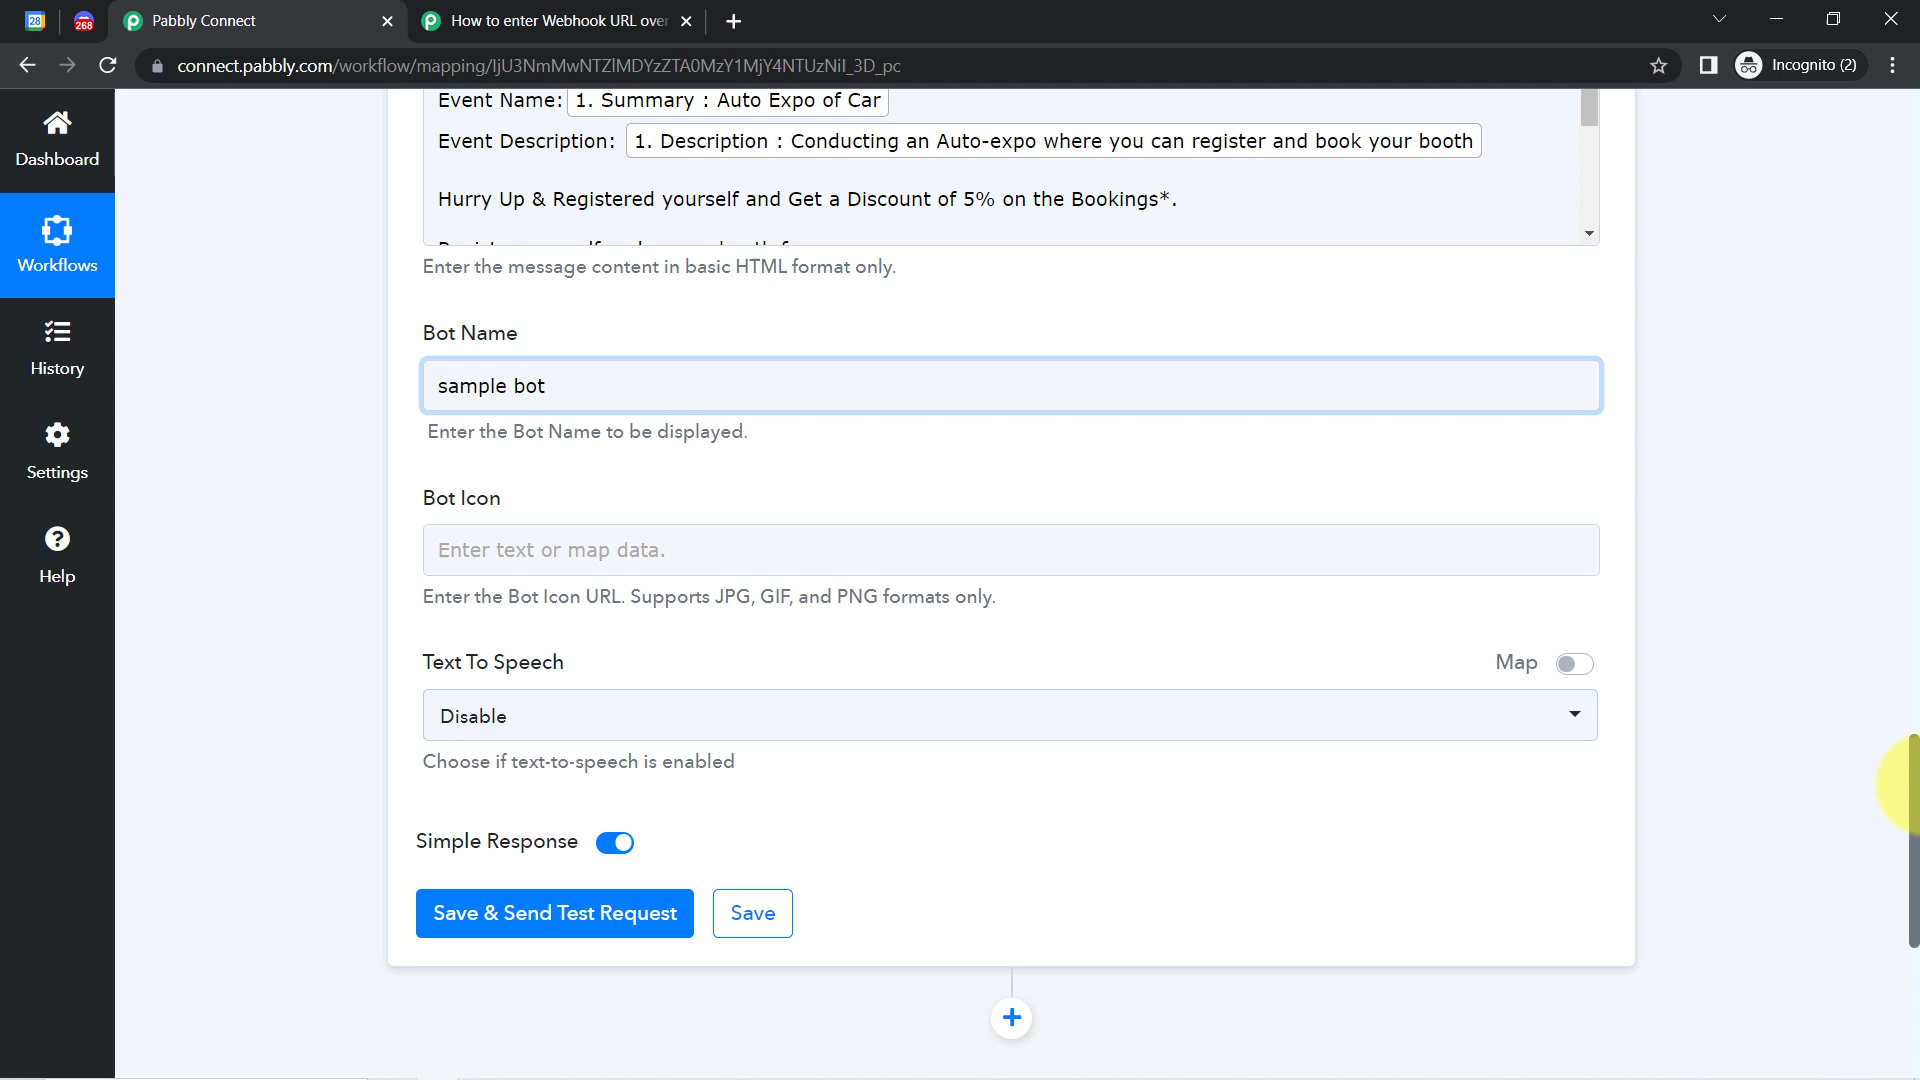 28
268
Pabbly Connect
How to enter Webhook URL over
connect.pabbly.com/workflow/mapping/IjU3NmMwNTZlMDYzZTA0MzY1MjY4NTUzNiI_3D_pc
Incognito (2)
Dashboard
Workflows
History
Settings
? Help
Event Name: 1. Summary : Auto Expo of Car
Event Description: 1. Description : Conducting an Auto-expo where you can register and book your booth
Hurry Up & Registered yourself and Get a Discount of 5% on the Bookings*.
Enter the message content in basic HTML format only.
Bot Name
sample bot
Enter the Bot Name to be displayed.
Bot Icon
Enter text or map data.
Enter the Bot Icon URL. Supports JPG, GIF, and PNG formats only.
Text To Speech
Map
Disable
Choose if text-to-speech is enabled
Simple Response
Save & Send Test Request
Save